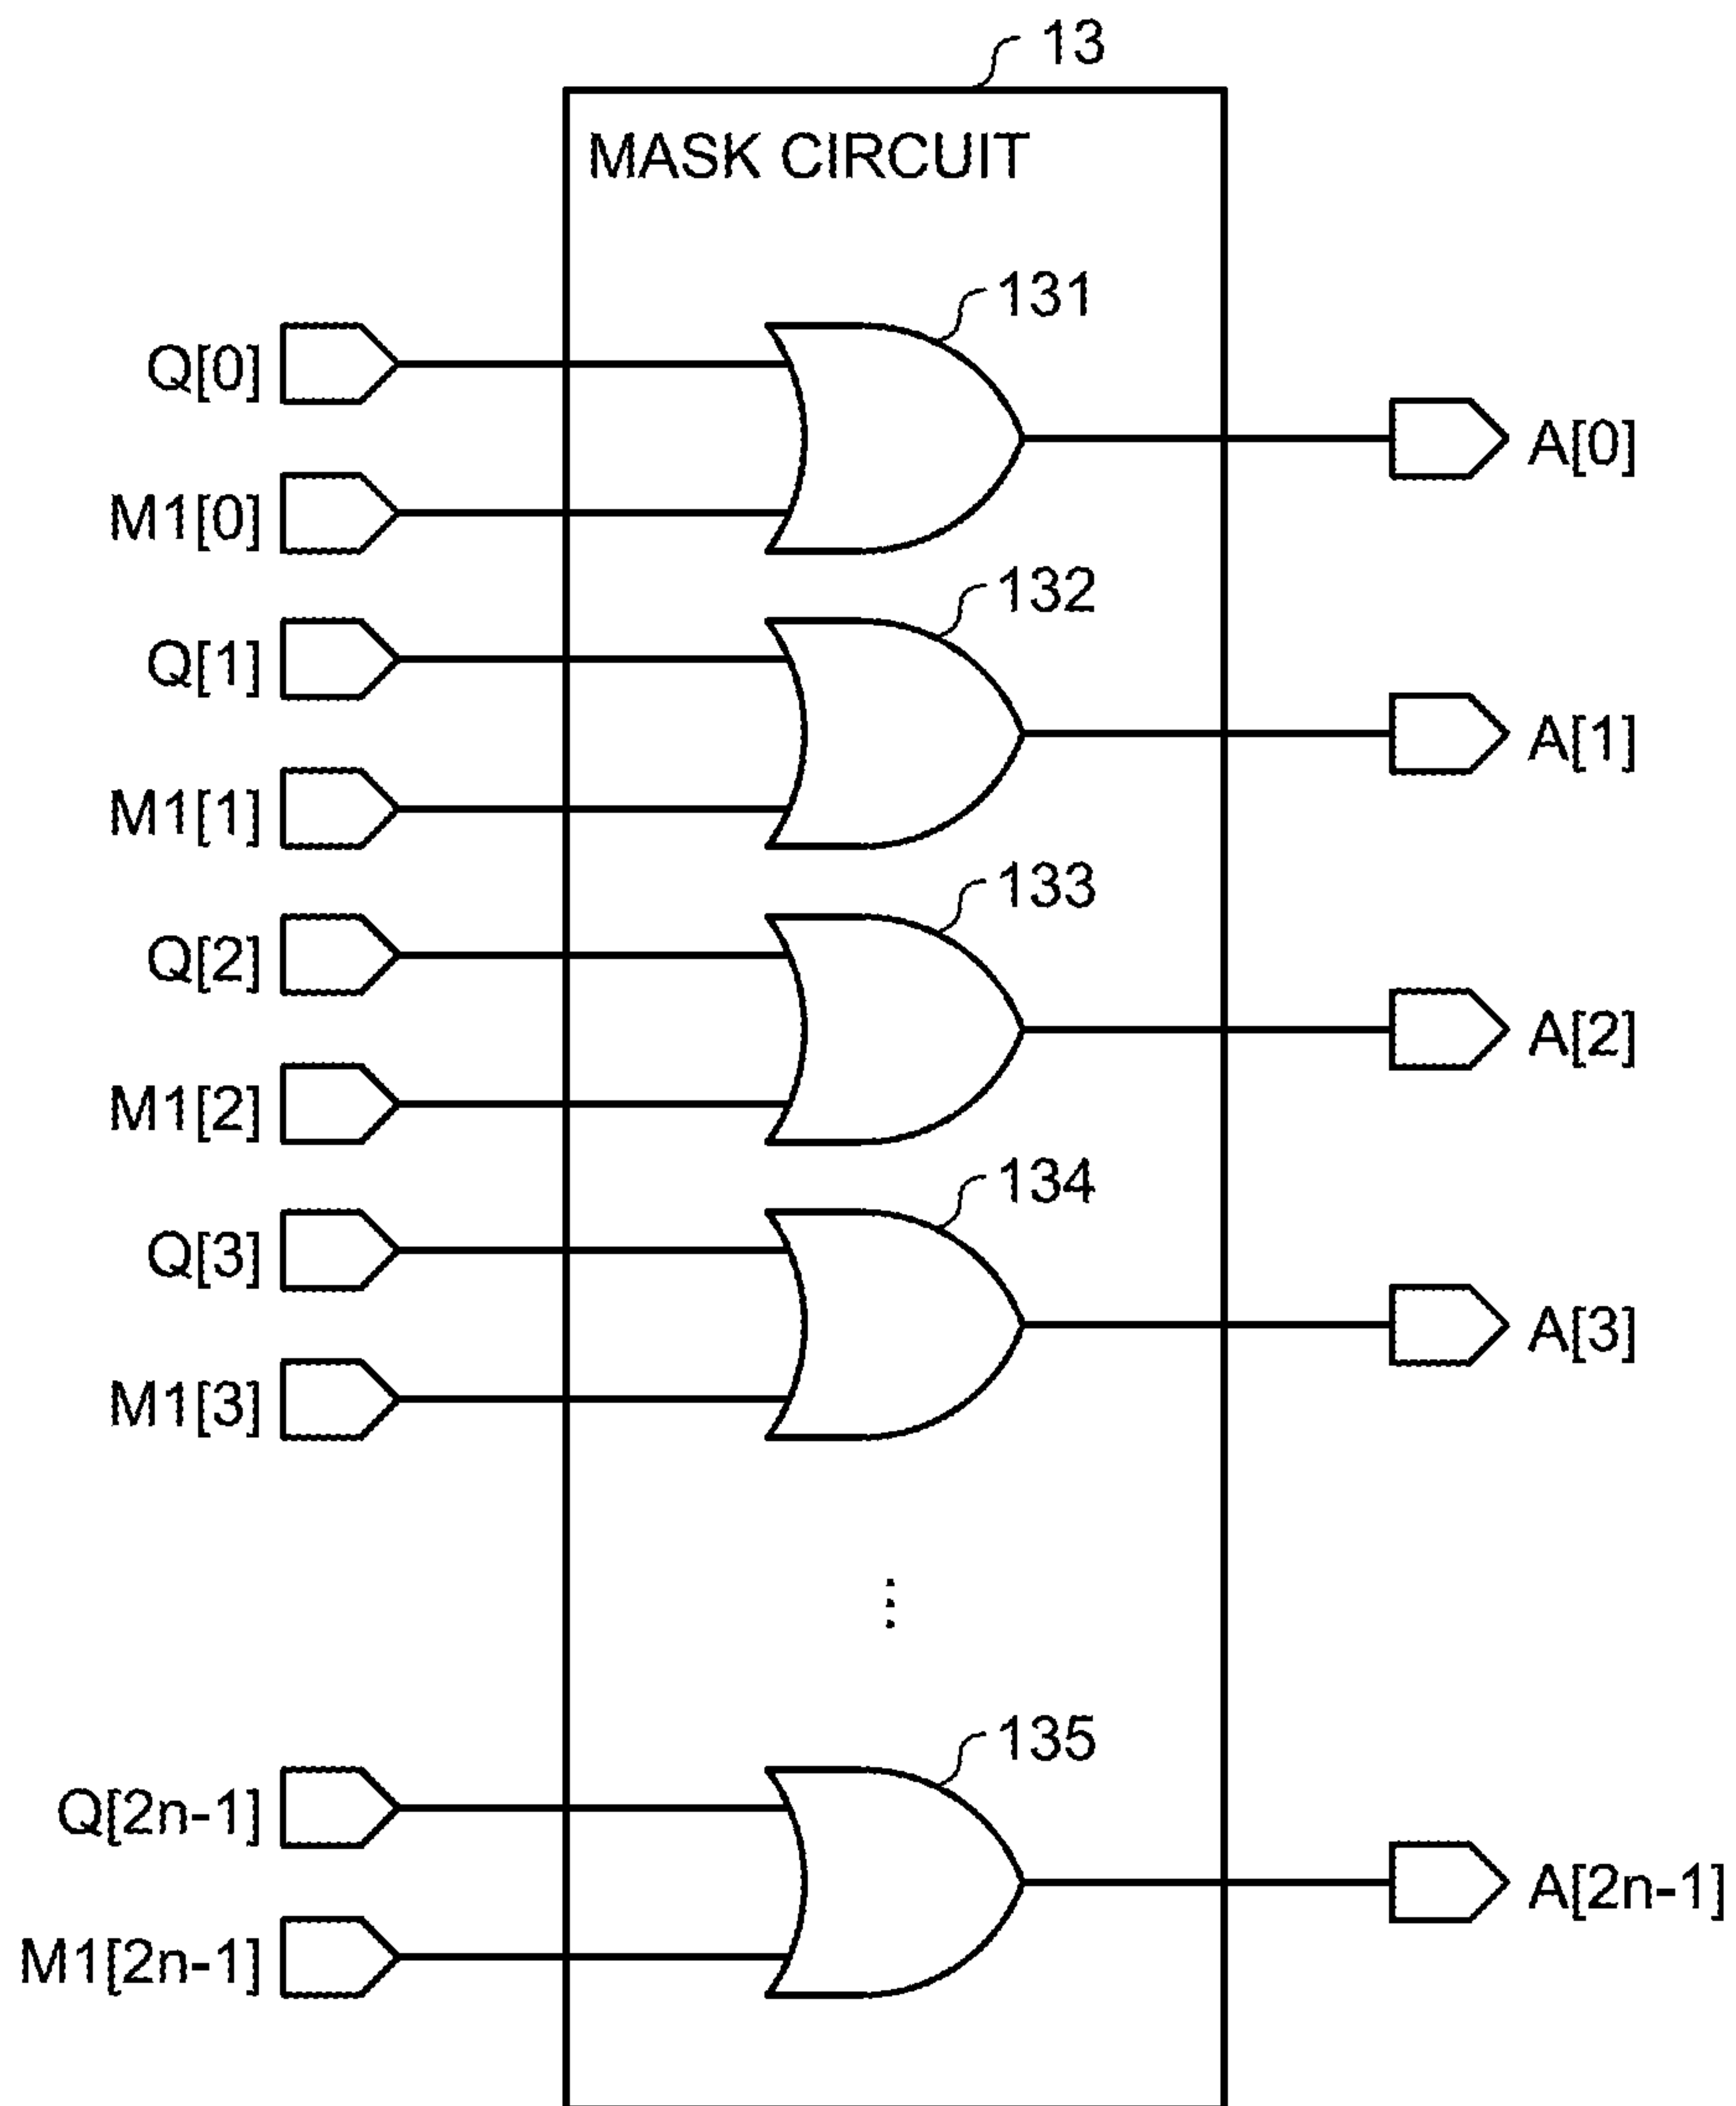 13
MASK CIRCUIT
131
Q[0]
A[0]
M1[0]
132
Q[1]
A[1]
M1[1]
133
Q[2]
A[2]
M1[2]
134
Q[3]
A[3]
M1[3]
135
Q[2n-1]
A[2n-1]
M1[2n-1]